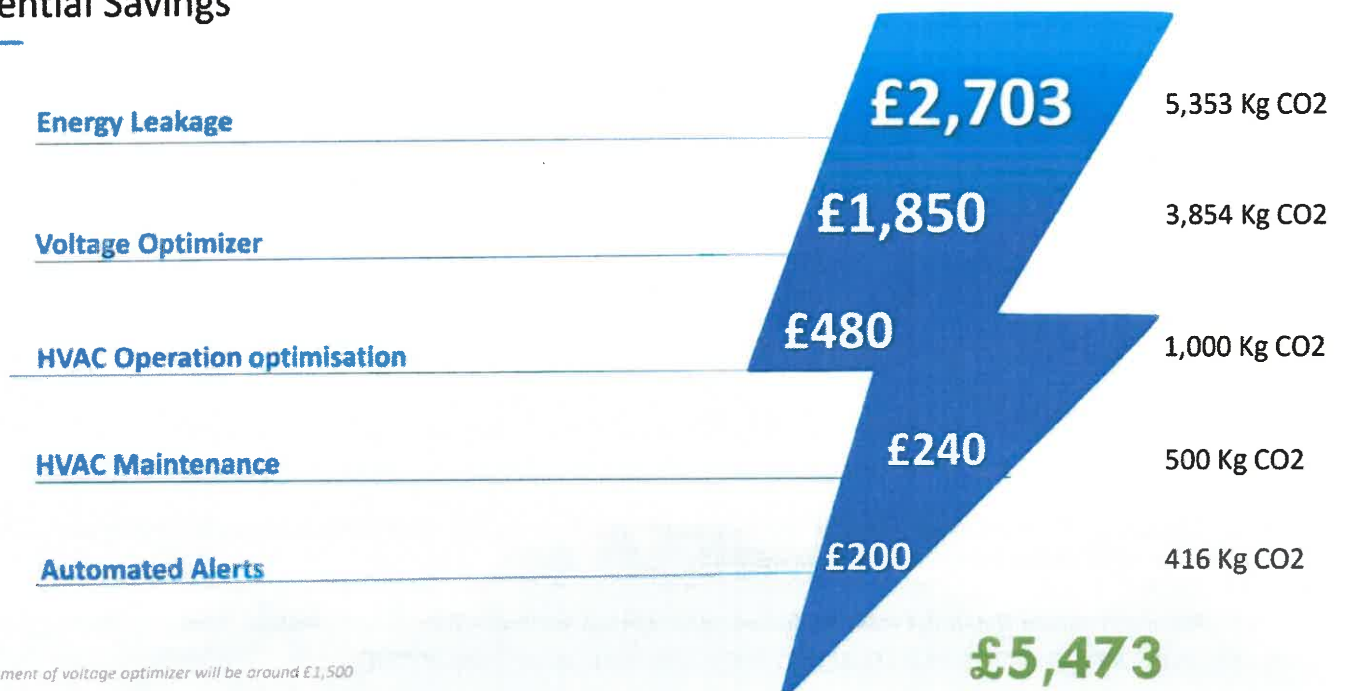 ential Savings
Energy Leakage
£2,703
5,353 Kg CO2
Voltage Optimizer
£1,850
3,854 Kg CO2
HVAC Operation optimisation
£480
1,000 Kg CO2
HVAC Maintenance
£240
500 Kg CO2
Automated Alerts
£200
416 Kg CO2
£5,473
ment of voltage optimizer will be around £1,500